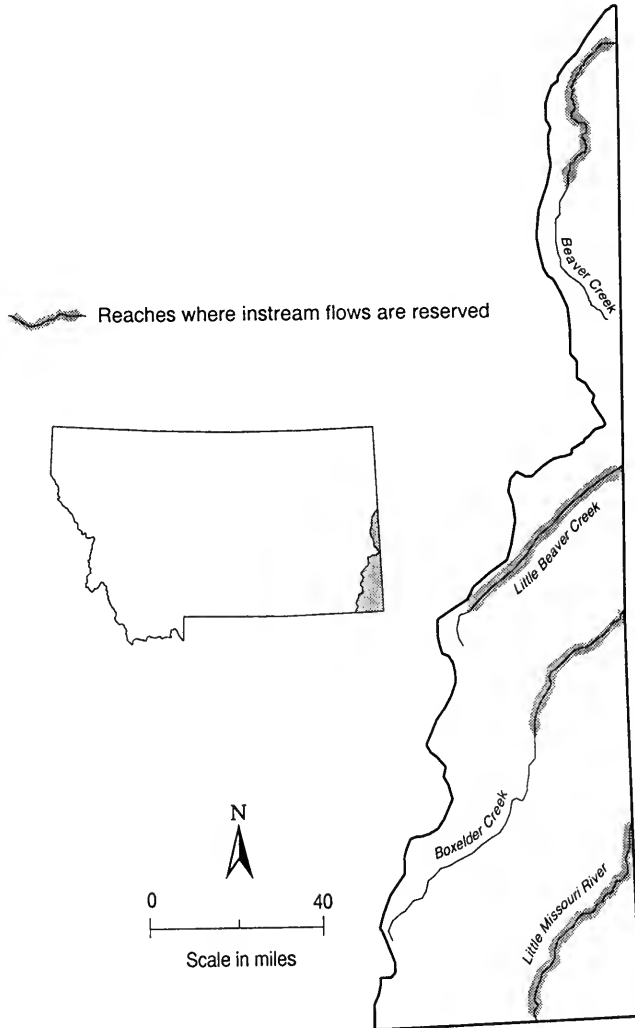 Beaver Creek
Reaches where instream flows are reserved
Little Beaver Creek
Boxelder Creek
N
0 40
Scale in miles
Little Missouri River